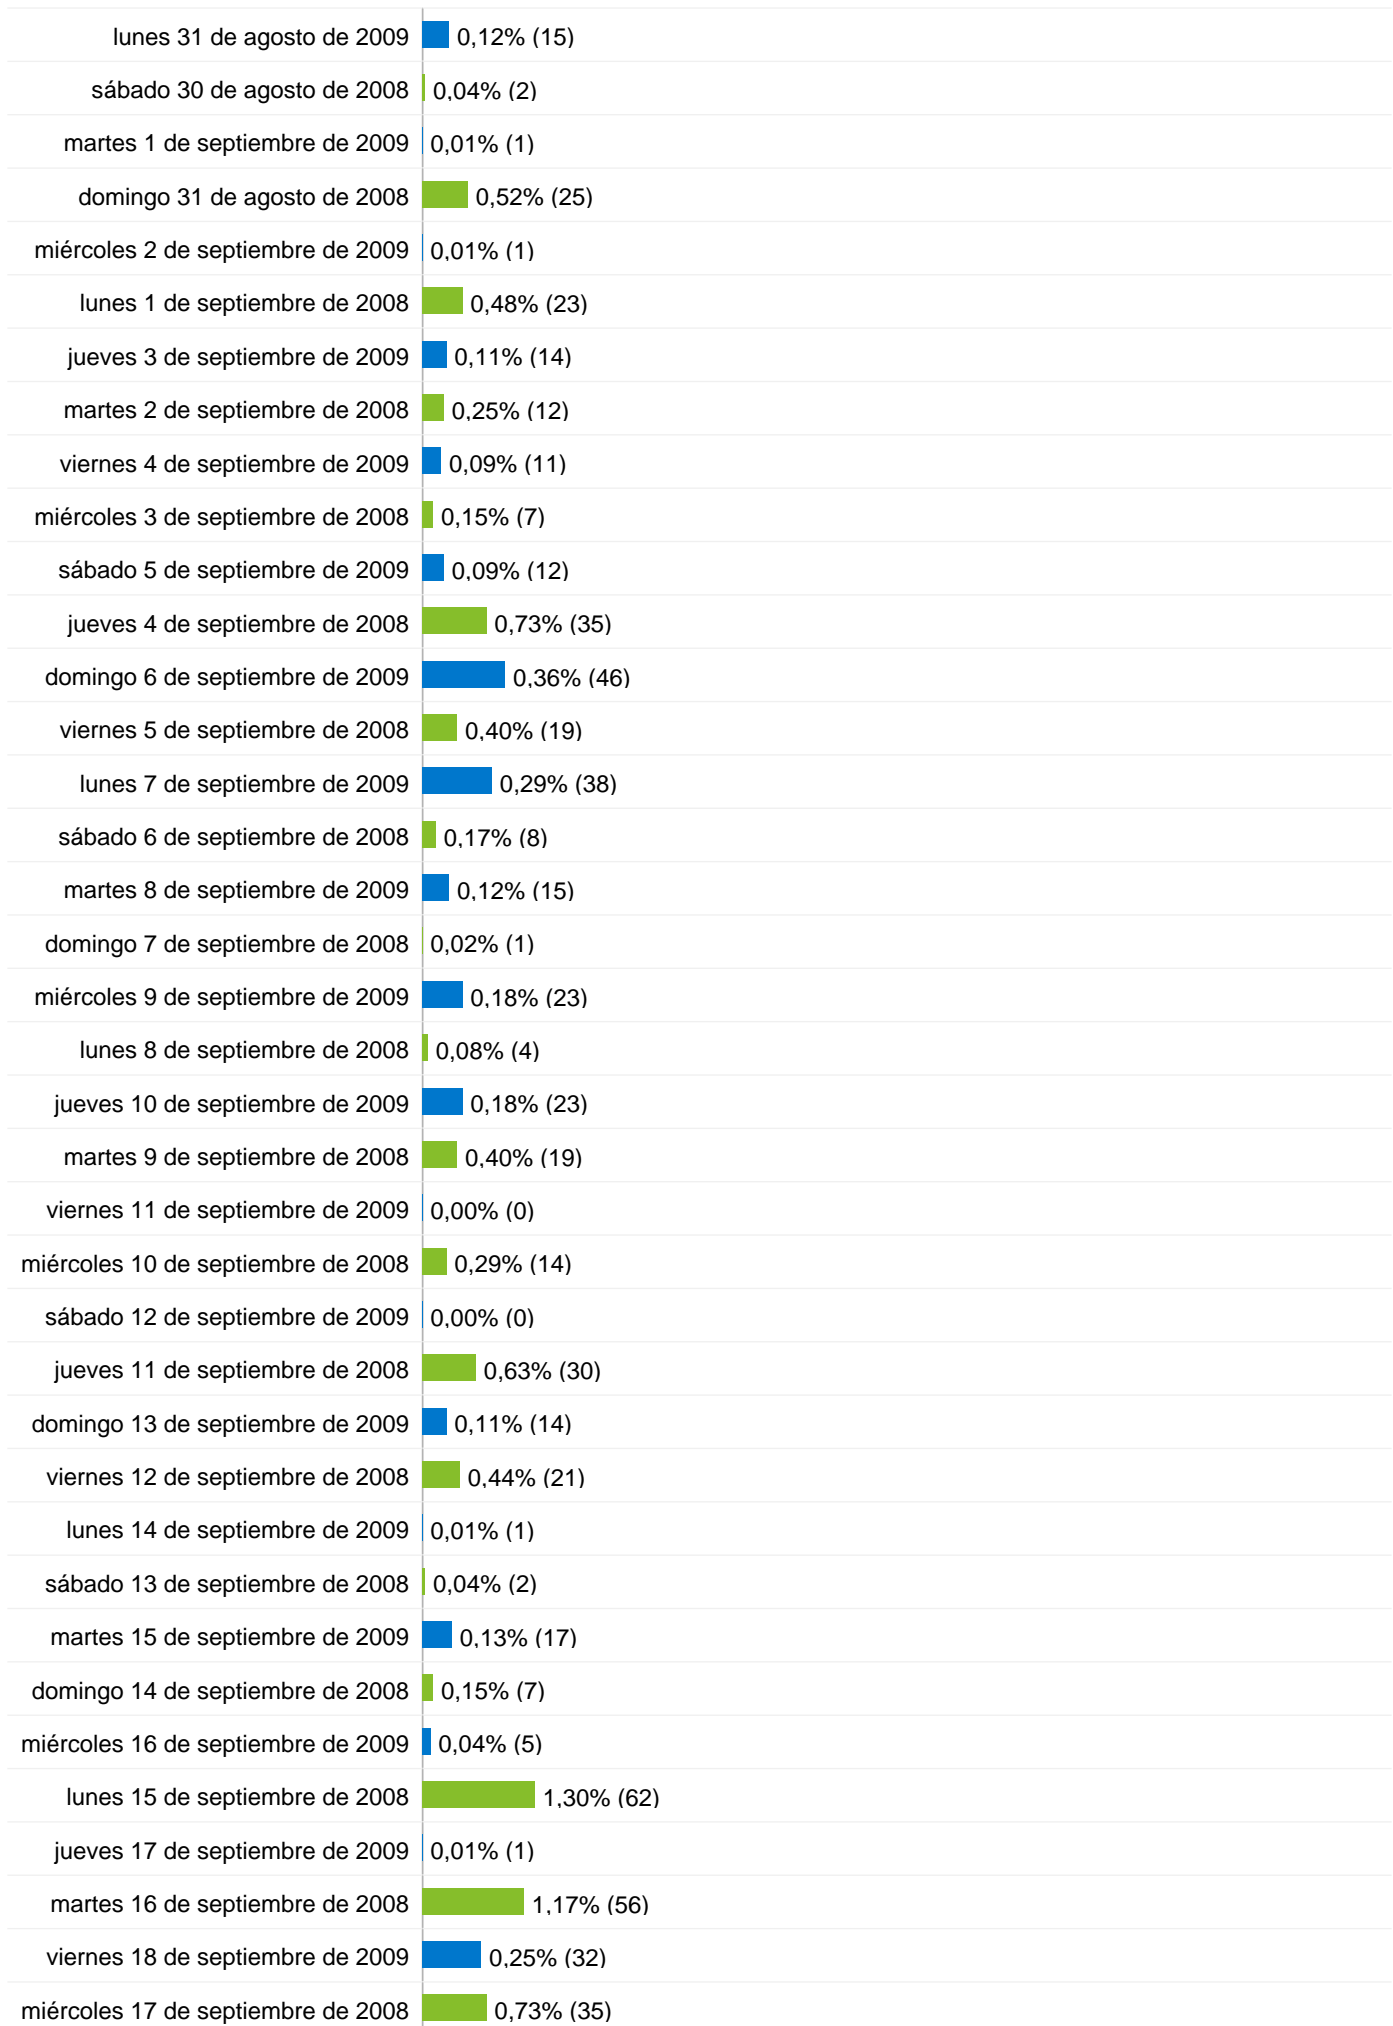 lunes 31 de agosto de 2009 0,12% (15)
sábado 30 de agosto de 2008 0,04% (2)
martes 1 de septiembre de 2009 0,01% (1)
domingo 31 de agosto de 2008 0,52% (25)
miércoles 2 de septiembre de 2009 0,01% (1)
lunes 1 de septiembre de 2008 0,48% (23)
jueves 3 de septiembre de 2009 0,11% (14)
martes 2 de septiembre de 2008 0,25% (12)
viernes 4 de septiembre de 2009 0,09% (11)
miércoles 3 de septiembre de 2008 0,15% (7)
sábado 5 de septiembre de 2009 0,09% (12)
jueves 4 de septiembre de 2008 0,73% (35)
domingo 6 de septiembre de 2009 0,36% (46)
viernes 5 de septiembre de 2008 0,40% (19)
lunes 7 de septiembre de 2009 0,29% (38)
sábado 6 de septiembre de 2008 0,17% (8)
martes 8 de septiembre de 2009 0,12% (15)
domingo 7 de septiembre de 2008 0,02% (1)
miércoles 9 de septiembre de 2009 0,18% (23)
lunes 8 de septiembre de 2008 0,08% (4)
jueves 10 de septiembre de 2009 0,18% (23)
martes 9 de septiembre de 2008 0,40% (19)
viernes 11 de septiembre de 2009 0,00% (0)
miércoles 10 de septiembre de 2008 0,29% (14)
sábado 12 de septiembre de 2009 0,00% (0)
jueves 11 de septiembre de 2008 0,63% (30)
domingo 13 de septiembre de 2009 0,11% (14)
viernes 12 de septiembre de 2008 0,44% (21)
lunes 14 de septiembre de 2009 0,01% (1)
sábado 13 de septiembre de 2008 0,04% (2)
martes 15 de septiembre de 2009 0,13% (17)
domingo 14 de septiembre de 2008 0,15% (7)
miércoles 16 de septiembre de 2009 0,04% (5)
lunes 15 de septiembre de 2008 1,30% (62)
jueves 17 de septiembre de 2009 0,01% (1)
martes 16 de septiembre de 2008 1,17% (56)
viernes 18 de septiembre de 2009 0,25% (32)
miércoles 17 de septiembre de 2008 0,73% (35)